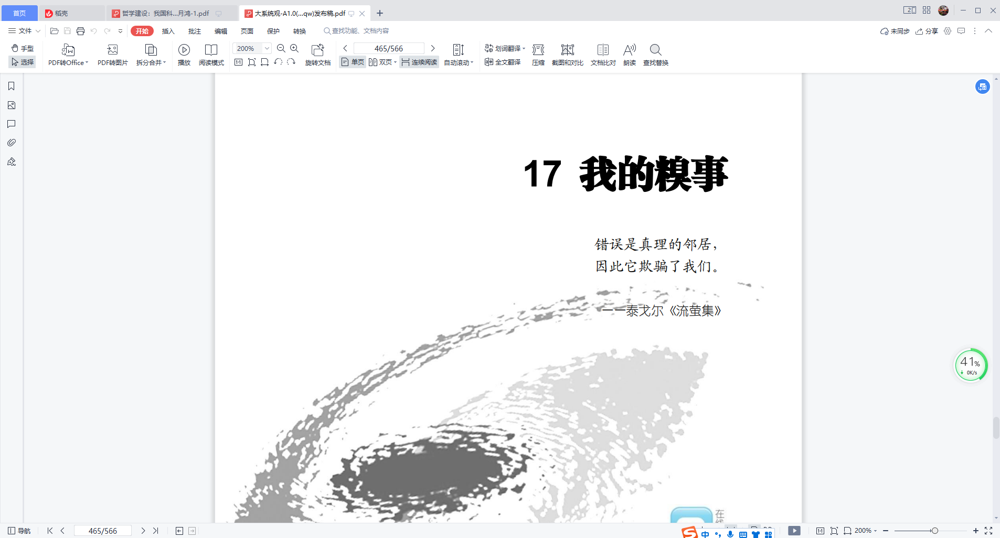 首页
稻壳
哲学建设：我国科...月鸿-1.pdf
大系统观-A1.0(...qw)发布稿.pdf
文件
开始
插入
批注
编辑
页面
保护
转换
查找功能、文档内容
未同步
分享
手型
选择
PDF转Office
PDF转图片
拆分合并
播放
阅读模式
200%
旋转文档
465/566
单页
双页
连续阅读
自动滚动
划词翻译
全文翻译
压缩
截图和对比
文档比对
朗读
查找替换
17 我的糗事
错误是真理的邻居，
因此它欺骗了我们。
——泰戈尔《流萤集》
41%
0K/s
在
导航
465/566
中
200%